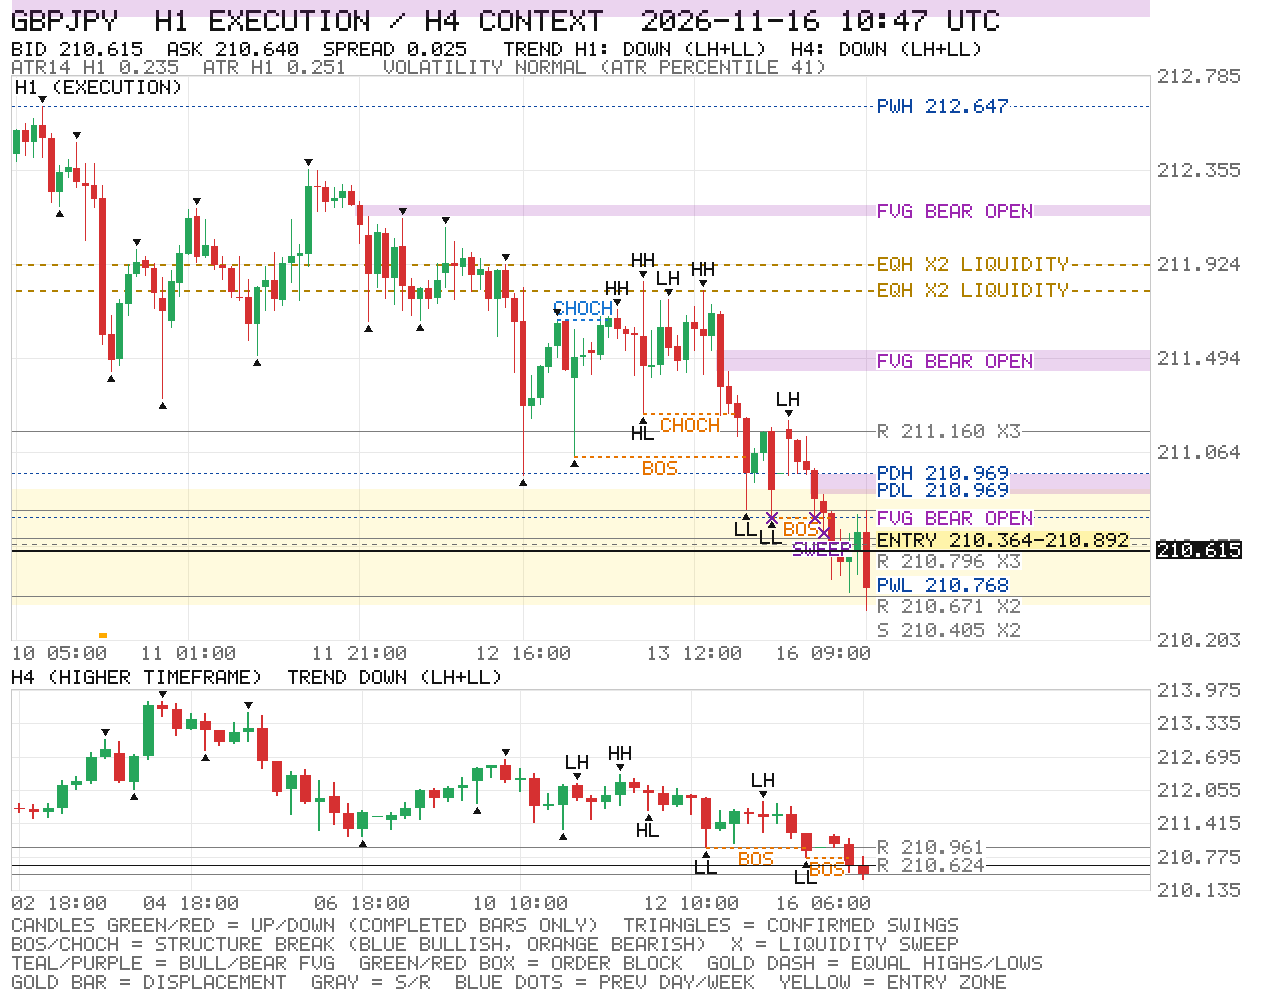 GBPJPY  H1 EXECUTION / H4 CONTEXT  2026-11-16 10:47 UTC
BID 210.615  ASK 210.640  SPREAD 0.025  TREND H1: DOWN (LH+LL)  H4: DOWN (LH+LL)
ATR14 H1 0.235  ATR H1 0.251  VOLATILITY NORMAL (ATR PERCENTILE 41)
212.785
H1 (EXECUTION)
PWH 212.647
212.355
FVG BEAR OPEN
HH
EQH X2 LIQUIDITY
211.924
HH
LH
HH
EQH X2 LIQUIDITY
CHOCH
211.494
FVG BEAR OPEN
LH
CHOCH
HL
R 211.160 X3
211.064
BOS
PDH 210.969
PDL 210.969
FVG BEAR OPEN
LL
LL
BOS
ENTRY 210.364-210.892
SWEEP
210.615
R 210.796 X3
PWL 210.768
R 210.671 X2
S 210.405 X2
210.203
10 05:00
11 01:00
11 21:00
12 16:00
13 12:00
16 09:00
H4 (HIGHER TIMEFRAME)  TREND DOWN (LH+LL)
213.975
213.335
212.695
212.055
211.415
210.775
210.135
LH
HH
LH
HL
R 210.961
BOS
LL
R 210.624
BOS
LL
02 18:00
04 18:00
06 18:00
10 10:00
12 10:00
16 06:00
CANDLES GREEN/RED = UP/DOWN (COMPLETED BARS ONLY)  TRIANGLES = CONFIRMED SWINGS
BOS/CHOCH = STRUCTURE BREAK (BLUE BULLISH, ORANGE BEARISH)  X = LIQUIDITY SWEEP
TEAL/PURPLE = BULL/BEAR FVG  GREEN/RED BOX = ORDER BLOCK  GOLD DASH = EQUAL HIGHS/LOWS
GOLD BAR = DISPLACEMENT  GRAY = S/R  BLUE DOTS = PREV DAY/WEEK  YELLOW = ENTRY ZONE